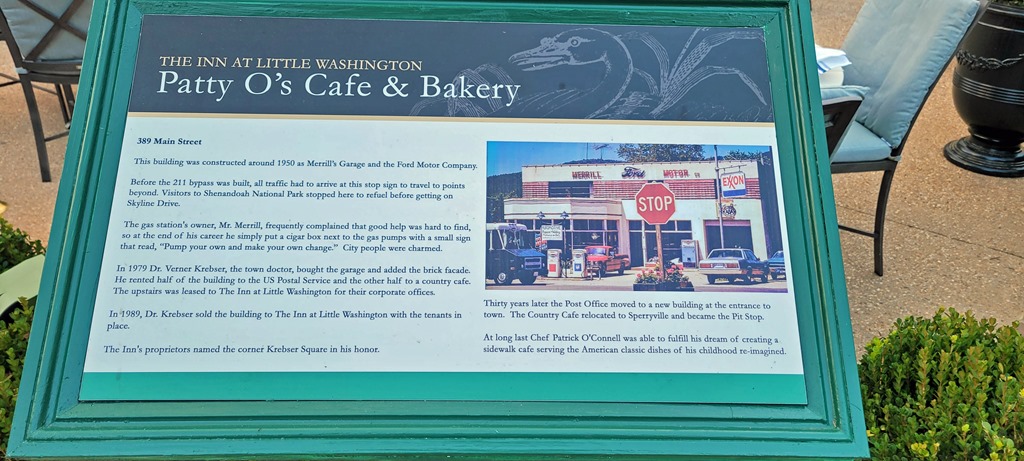 THE INN AT LITTLE WASHINGTON
Patty O's Cafe & Bakery
389 Main Street
This building was constructed around 1950 as Merrill's Garage and the Ford Motor Company.
Before the 211 bypass was built, all traffic had to arrive at this stop sign to travel to points
beyond. Visitors to Shenandoah National Park stopped here to refuel before getting on
Skyline Drive.
The gas station's owner, Mr. Merrill, frequently complained that good help was hard to find,
so at the end of his career he simply put a cigar box next to the gas pumps with a small sign
that read, "Pump your own and make your own change." City people were charmed.
In 1979 Dr. Verner Krebser, the town doctor, bought the garage and added the brick facade.
He rented half of the building to the US Postal Service and the other half to a country cafe.
The upstairs was leased to The Inn at Little Washington for their corporate offices.
In 1989, Dr. Krebser sold the building to The Inn at Little Washington with the tenants in
place.
The Inn's proprietors named the corner Krebser Square in his honor.
MERRILL Ford MOTOR
EXXON
STOP
Thirty years later the Post Office moved to a new building at the entrance to
town. The Country Cafe relocated to Sperryville and became the Pit Stop.
At long last Chef Patrick O'Connell was able to fulfill his dream of creating a
sidewalk cafe serving the American classic dishes of his childhood re-imagined.